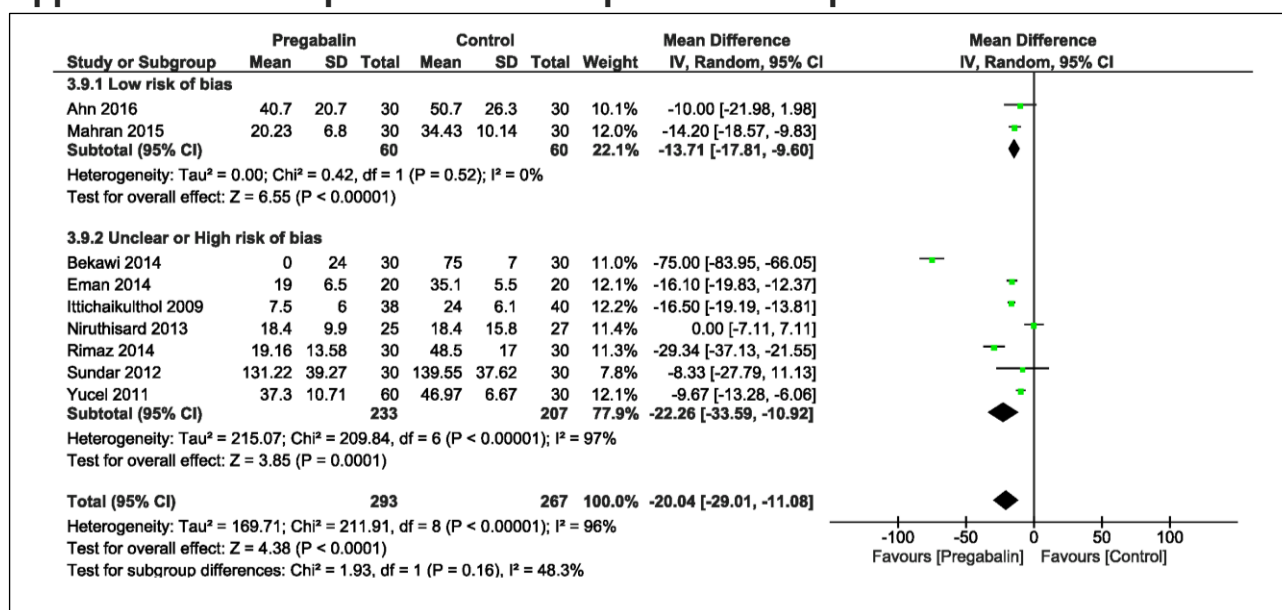 Pregabalin Control Mean Difference Mean Difference
Study or Subgroup Mean SD Total Mean SD Total Weight IV, Random, 95% CI IV, Random, 95% CI
3.9.1 Low risk of bias
Ahn 2016 40.7 20.7 30 50.7 26.3 30 10.1% -10.00 [-21.98, 1.98]
Mahran 2015 20.23 6.8 30 34.43 10.14 30 12.0% -14.20 [-18.57, -9.83]
Subtotal (95% CI) 60 60 22.1% -13.71 [-17.81, -9.60]
Heterogeneity: Tau² = 0.00; Chi² = 0.42, df = 1 (P = 0.52); I² = 0%
Test for overall effect: Z = 6.55 (P < 0.00001)
3.9.2 Unclear or High risk of bias
Bekawi 2014 0 24 30 75 7 30 11.0% -75.00 [-83.95, -66.05]
Eman 2014 19 6.5 20 35.1 5.5 20 12.1% -16.10 [-19.83, -12.37]
Ittichaikulthol 2009 7.5 6 38 24 6.1 40 12.2% -16.50 [-19.19, -13.81]
Niruthisard 2013 18.4 9.9 25 18.4 15.8 27 11.4% 0.00 [-7.11, 7.11]
Rimaz 2014 19.16 13.58 30 48.5 17 30 11.3% -29.34 [-37.13, -21.55]
Sundar 2012 131.22 39.27 30 139.55 37.62 30 7.8% -8.33 [-27.79, 11.13]
Yucel 2011 37.3 10.71 60 46.97 6.67 30 12.1% -9.67 [-13.28, -6.06]
Subtotal (95% CI) 233 207 77.9% -22.26 [-33.59, -10.92]
Heterogeneity: Tau² = 215.07; Chi² = 209.84, df = 6 (P < 0.00001); I² = 97%
Test for overall effect: Z = 3.85 (P = 0.0001)
Total (95% CI) 293 267 100.0% -20.04 [-29.01, -11.08]
Heterogeneity: Tau² = 169.71; Chi² = 211.91, df = 8 (P < 0.00001); I² = 96%
Test for overall effect: Z = 4.38 (P < 0.0001)
Test for subgroup differences: Chi² = 1.93, df = 1 (P = 0.16), I² = 48.3%
-100 -50 0 50 100
Favours [Pregabalin] Favours [Control]